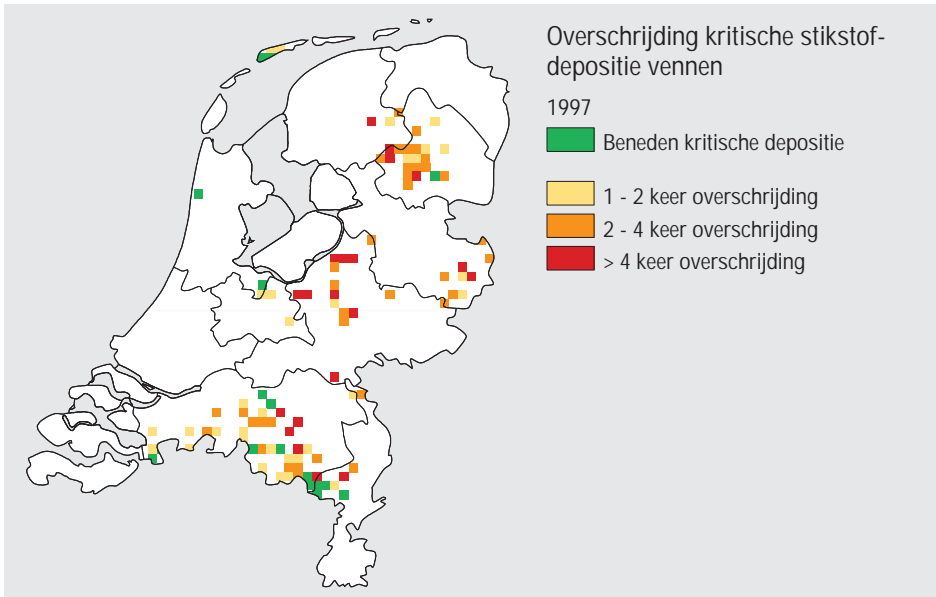 Overschrijding kritische stikstof-
depositie vennen
1997
Beneden kritische depositie
1 - 2 keer overschrijding
2 - 4 keer overschrijding
> 4 keer overschrijding